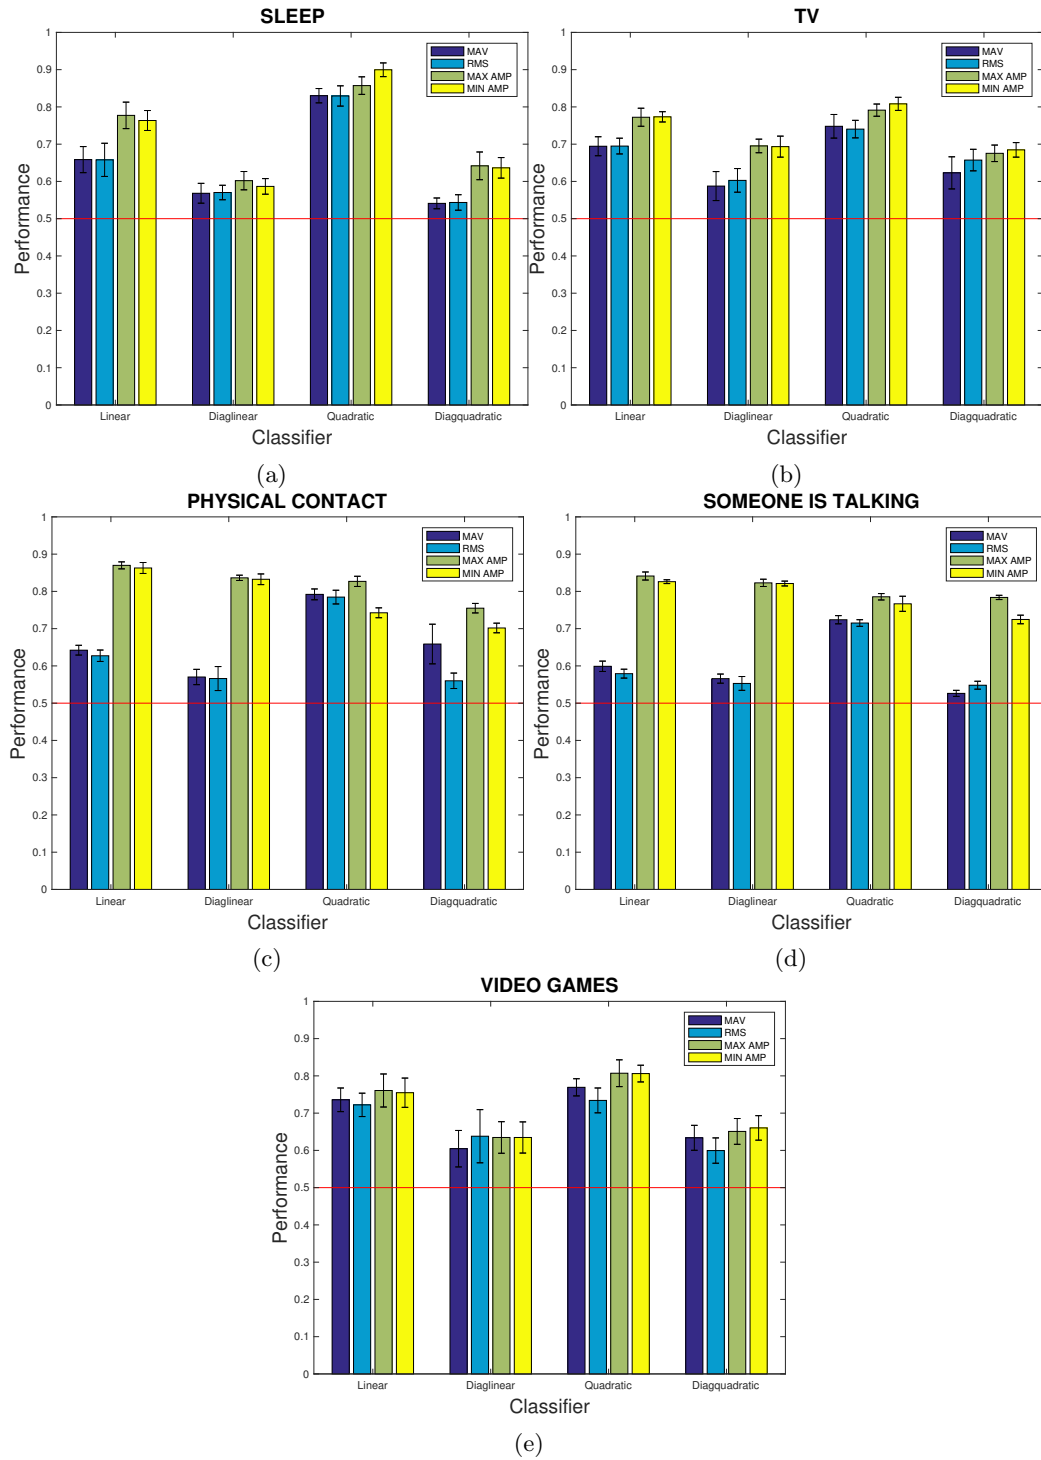 SLEEP
1
0.9
0.8
0.7
0.6
0.5
0.4
0.3
0.2
0.1
0
Performance
MAV
RMS
MAX AMP
MIN AMP
Linear Diaglinear Quadratic Diagquadratic
Classifier
(a)
TV
1
0.9
0.8
0.7
0.6
0.5
0.4
0.3
0.2
0.1
0
Performance
MAV
RMS
MAX AMP
MIN AMP
Linear Diaglinear Quadratic Diagquadratic
Classifier
(b)
PHYSICAL CONTACT
1
0.9
0.8
0.7
0.6
0.5
0.4
0.3
0.2
0.1
0
Performance
MAV
RMS
MAX AMP
MIN AMP
Linear Diaglinear Quadratic Diagquadratic
Classifier
(c)
SOMEONE IS TALKING
1
0.9
0.8
0.7
0.6
0.5
0.4
0.3
0.2
0.1
0
Performance
MAV
RMS
MAX AMP
MIN AMP
Linear Diaglinear Quadratic Diagquadratic
Classifier
(d)
VIDEO GAMES
1
0.9
0.8
0.7
0.6
0.5
0.4
0.3
0.2
0.1
0
Performance
MAV
RMS
MAX AMP
MIN AMP
Linear Diaglinear Quadratic Diagquadratic
Classifier
(e)